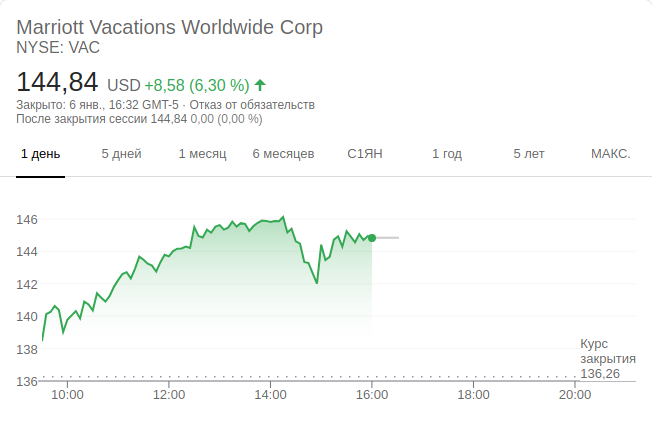 Marriott Vacations Worldwide Corp
NYSE: VAC
144,84 USD +8,58 (6,30 %)
Закрыто: 6 янв., 16:32 GMT-5 · Отказ от обязательств
После закрытия сессии 144,84 0,00 (0,00 %)
1 день 5 дней 1 месяц 6 месяцев С1ЯН 1 год 5 лет МАКС.
146
144
142
140
138
136
Курс
закрытия
136,26
10:00 12:00 14:00 16:00 18:00 20:00